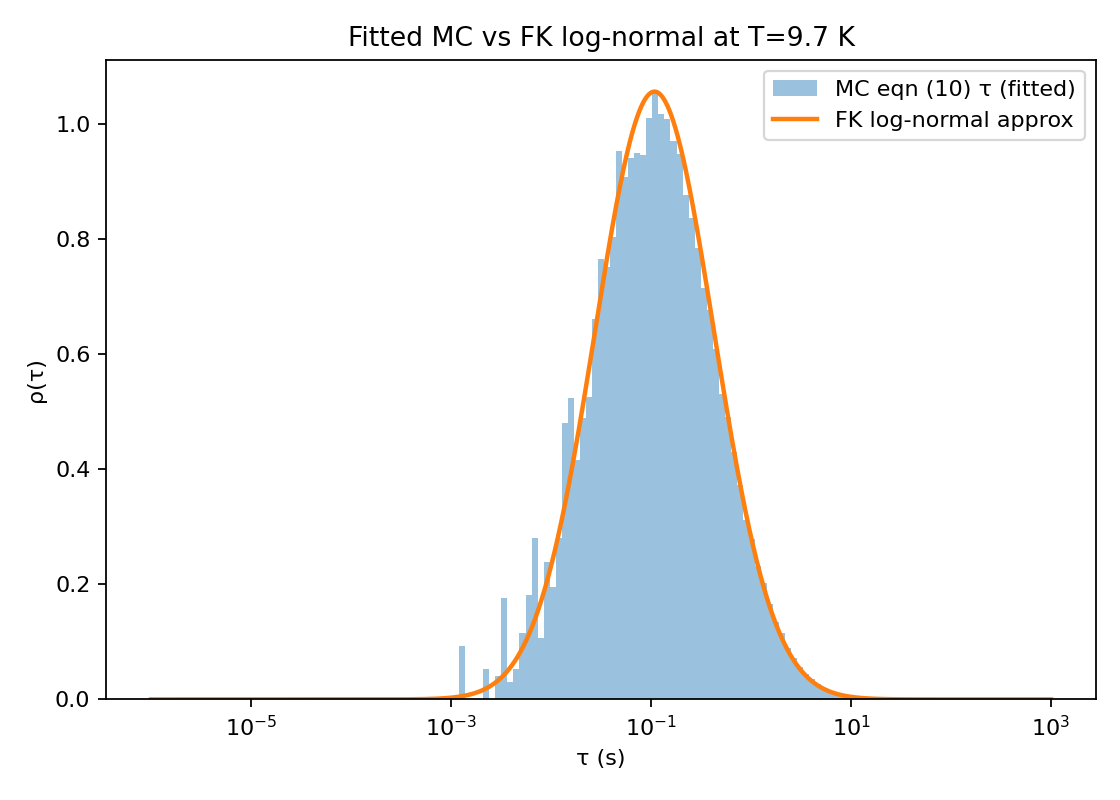 Fitted MC vs FK log-normal at T=9.7 K
MC eqn (10) τ (fitted)
FK log-normal approx
ρ(τ)
1.0
0.8
0.6
0.4
0.2
0.0
10⁻⁵
10⁻³
10⁻¹
10¹
10³
τ (s)